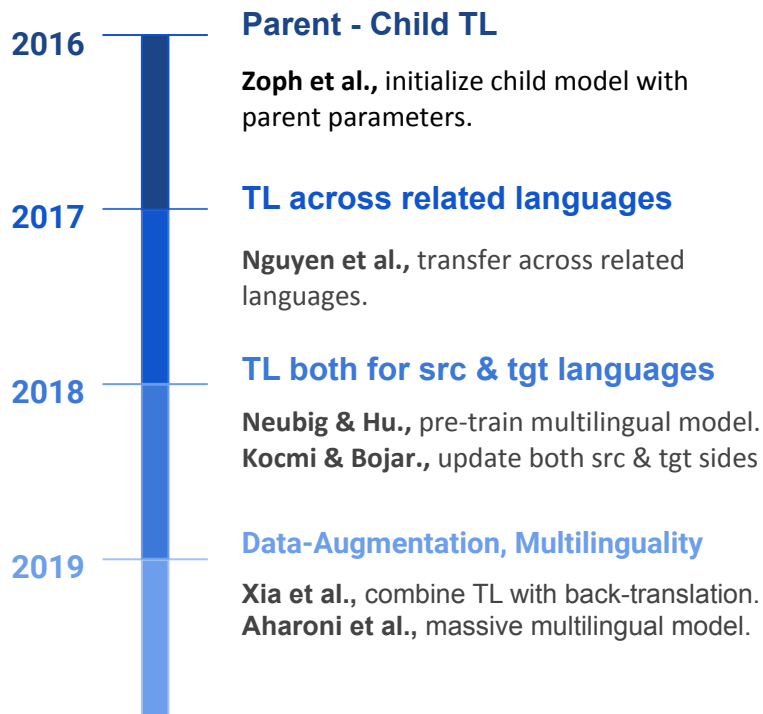 2016
Parent - Child TL
Zoph et al., initialize child model with
parent parameters.
2017
TL across related languages
Nguyen et al., transfer across related
languages.
2018
TL both for src & tgt languages
Neubig & Hu., pre-train multilingual model.
Kocmi & Bojar., update both src & tgt sides
2019
Data-Augmentation, Multilinguality
Xia et al., combine TL with back-translation.
Aharoni et al., massive multilingual model.